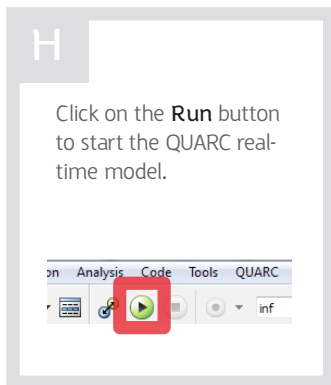 H
Click on the Run button
to start the QUARC real-
time model.
on Analysis Code Tools QUARC
inf